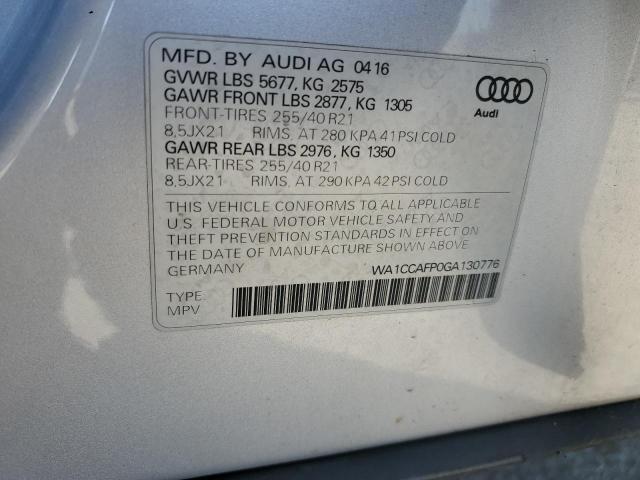 MFD. BY AUDI AG 04 16
GVWR LBS 5677, KG 2575
GAWR FRONT LBS 2877, KG 1305
FRONT-TIRES 255/40 R21
8,5JX21 RIMS, AT 280 KPA 41 PSI COLD
GAWR REAR LBS 2976, KG 1350
REAR-TIRES 255/40 R21
8,5JX21 RIMS, AT 290 KPA 42 PSI COLD
Audi
THIS VEHICLE CONFORMS TO ALL APPLICABLE
U.S. FEDERAL MOTOR VEHICLE SAFETY AND
THEFT PREVENTION STANDARDS IN EFFECT ON
THE DATE OF MANUFACTURE SHOWN ABOVE.
GERMANY WA1CCAFP0GA130776
TYPE:
MPV